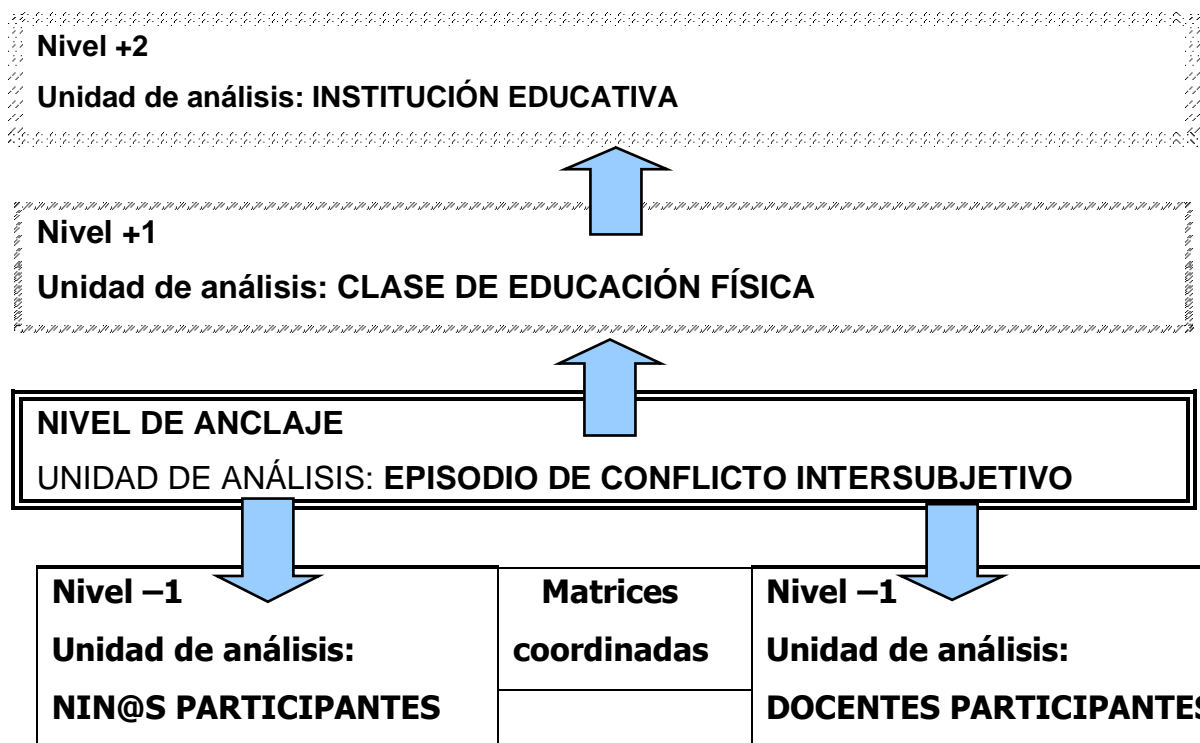 Nivel +2
Unidad de análisis: INSTITUCIÓN EDUCATIVA
Nivel +1
Unidad de análisis: CLASE DE EDUCACIÓN FÍSICA
NIVEL DE ANCLAJE
UNIDAD DE ANÁLISIS: EPISODIO DE CONFLICTO INTERSUBJETIVO
Nivel –1
Unidad de análisis:
NIN@S PARTICIPANTES
Matrices
coordinadas
Nivel –1
Unidad de análisis:
DOCENTES PARTICIPANTES